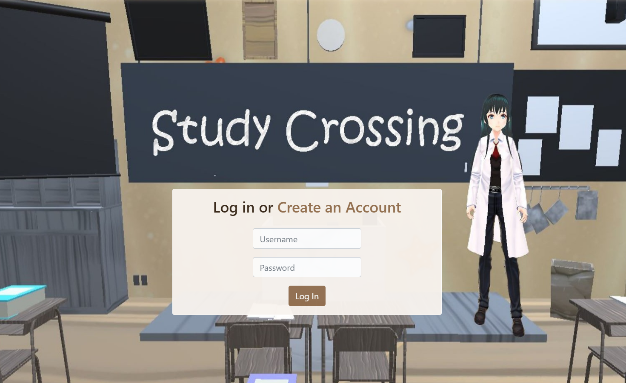 Study Crossing
Log in or Create an Account
Username
Password
Log In